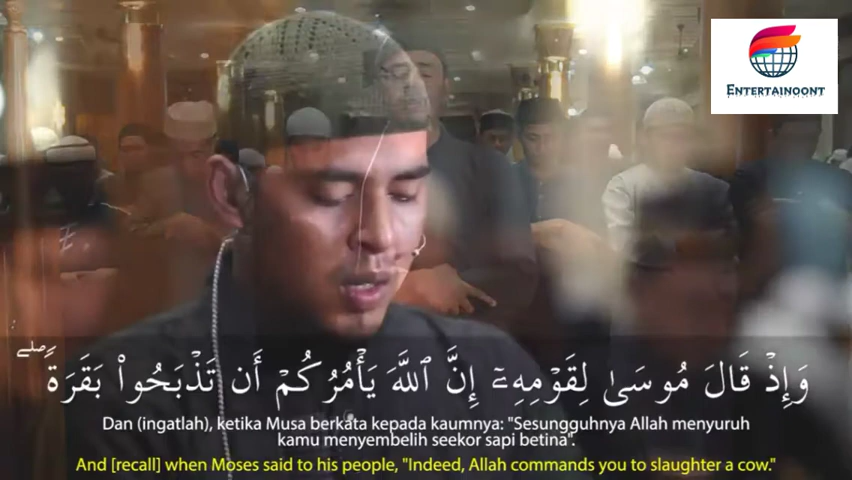 ENTERTAINOONT
وَإِذْ قَالَ مُوسَىٰ لِقَوْمِهِۦٓ إِنَّ ٱللَّهَ يَأْمُرُكُمْ أَن تَذْبَحُوا۟ بَقَرَةًۖ
Dan (ingatlah), ketika Musa berkata kepada kaumnya: "Sesungguhnya Allah menyuruh
kamu menyembelih seekor sapi betina".
And [recall] when Moses said to his people, "Indeed, Allah commands you to slaughter a cow."